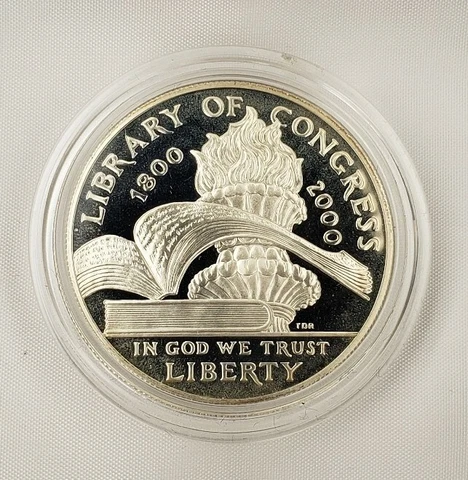 LIBRARY OF CONGRESS
1800
2000
TDR
IN GOD WE TRUST
LIBERTY